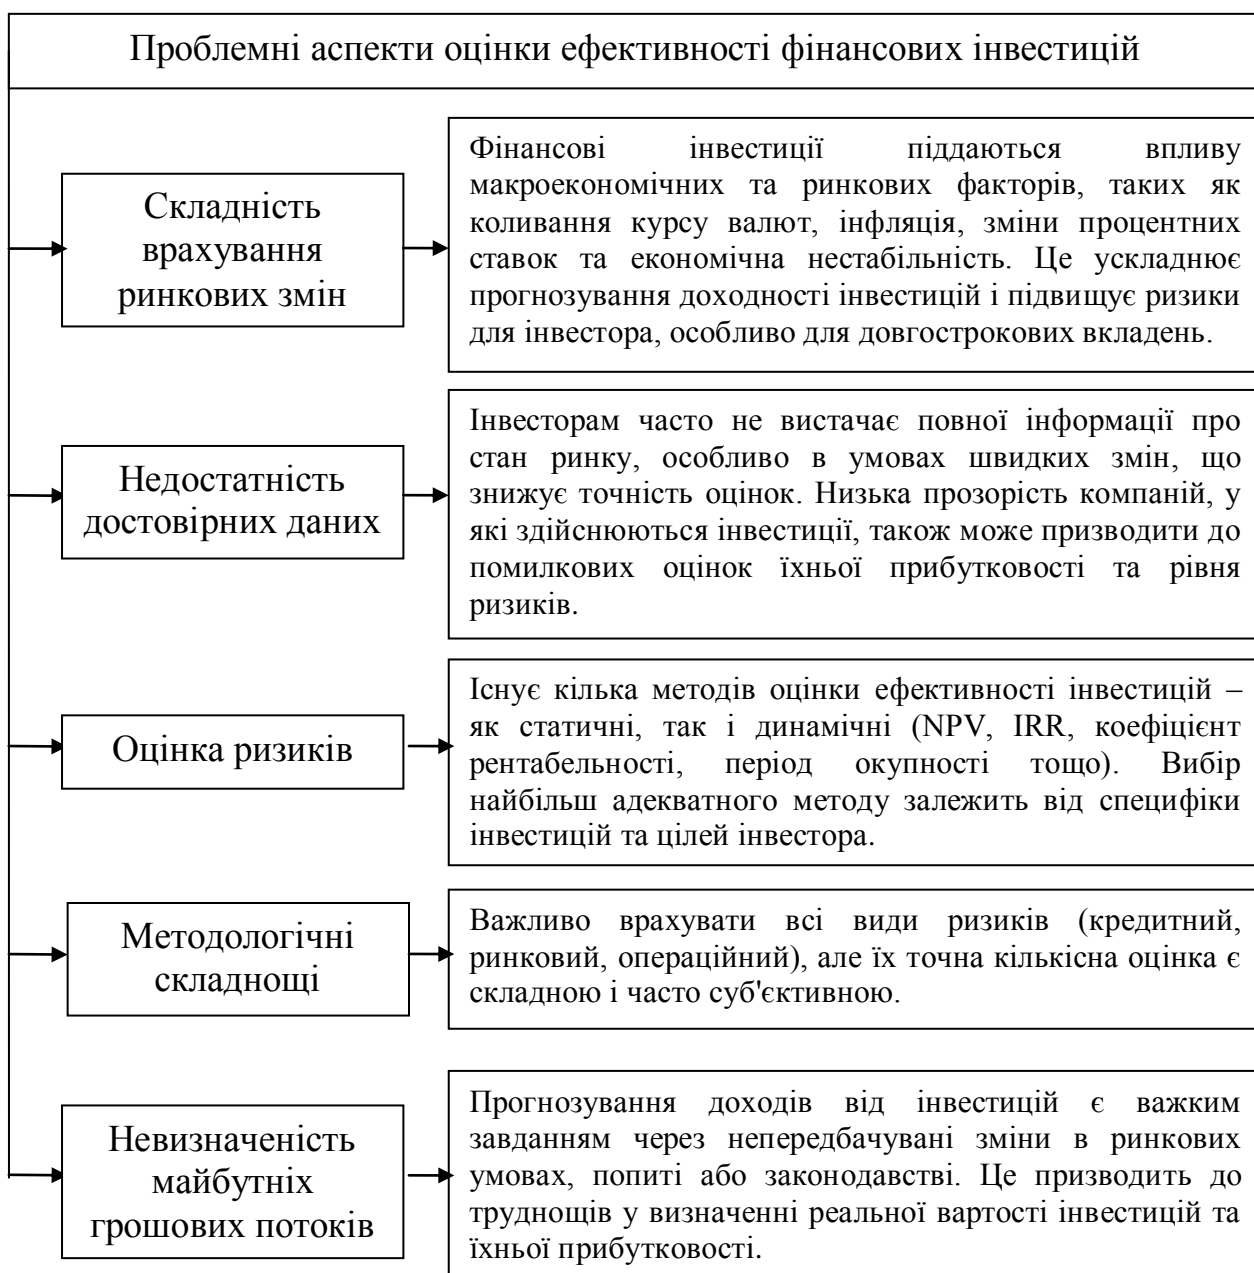 Проблемні аспекти оцінки ефективності фінансових інвестицій
Складність
врахування
ринкових змін
Фінансові інвестиції піддаються впливу
макроекономічних та ринкових факторів, таких як
коливання курсу валют, інфляція, зміни процентних
ставок та економічна нестабільність. Це ускладнює
прогнозування доходності інвестицій і підвищує ризики
для інвестора, особливо для довгострокових вкладень.
Недостатність
достовірних даних
Інвесторам часто не вистачає повної інформації про
стан ринку, особливо в умовах швидких змін, що
знижує точність оцінок. Низька прозорість компаній, у
які здійснюються інвестиції, також може призводити до
помилкових оцінок їхньої прибутковості та рівня
ризиків.
Оцінка ризиків
Існує кілька методів оцінки ефективності інвестицій –
як статичні, так і динамічні (NPV, IRR, коефіцієнт
рентабельності, період окупності тощо). Вибір
найбільш адекватного методу залежить від специфіки
інвестицій та цілей інвестора.
Методологічні
складнощі
Важливо врахувати всі види ризиків (кредитний,
ринковий, операційний), але їх точна кількісна оцінка є
складною і часто суб'єктивною.
Невизначеність
майбутніх
грошових потоків
Прогнозування доходів від інвестицій є важким
завданням через непередбачувані зміни в ринкових
умовах, попиті або законодавстві. Це призводить до
труднощів у визначенні реальної вартості інвестицій та
їхньої прибутковості.